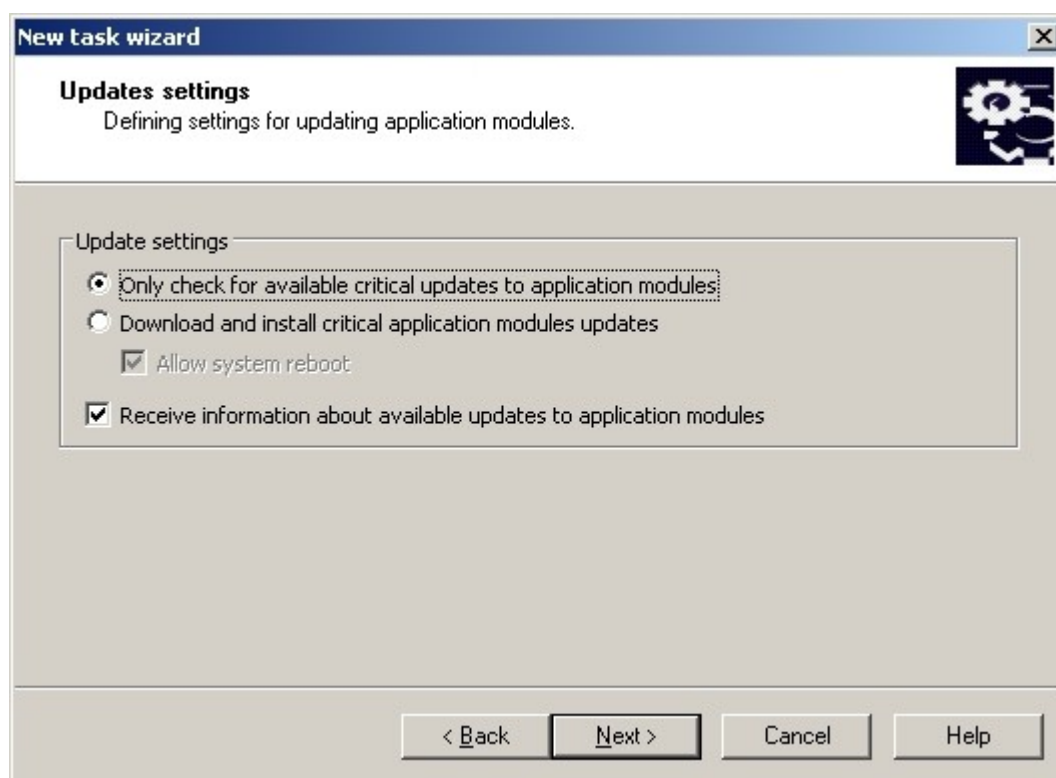 New task wizard
Updates settings
Defining settings for updating application modules.
Update settings
Only check for available critical updates to application modules
Download and install critical application modules updates
Allow system reboot
Receive information about available updates to application modules
< Back Next > Cancel Help